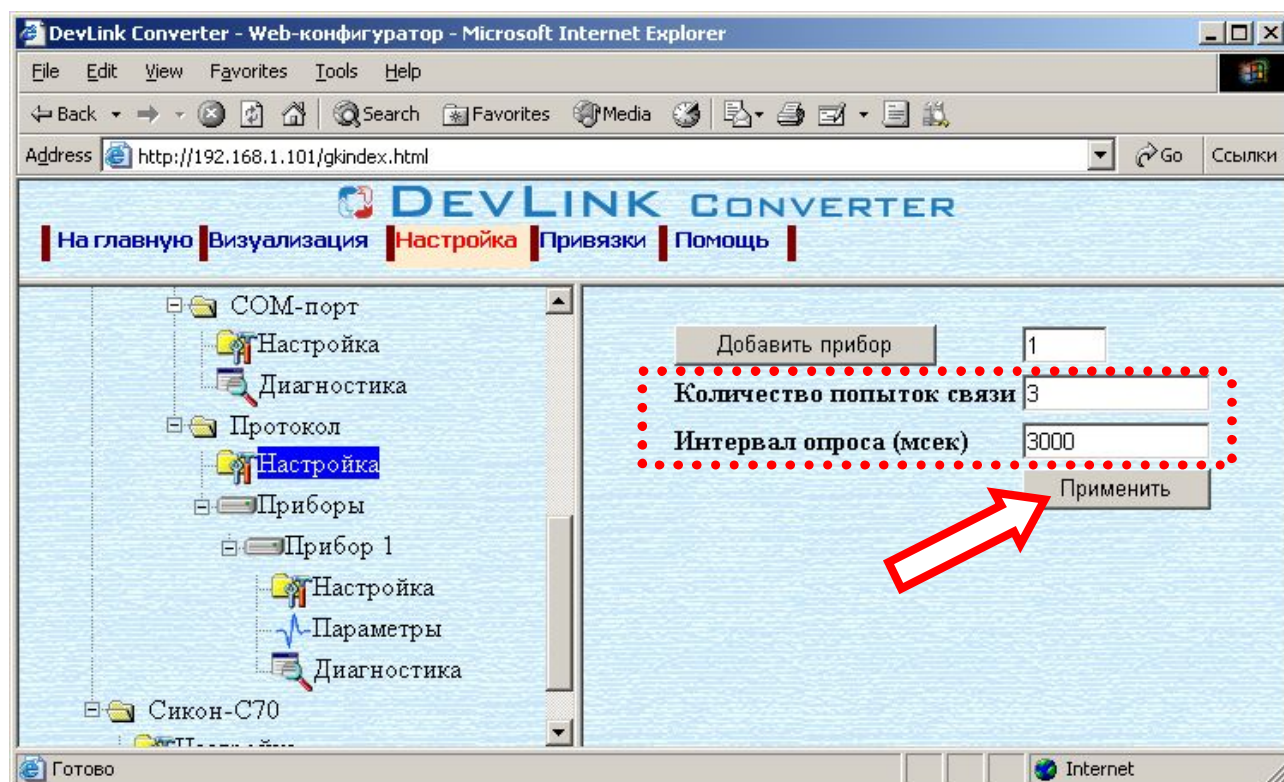 DevLink Converter - Web-конфигуратор - Microsoft Internet Explorer
File Edit View Favorites Tools Help
Back Search Favorites Media
Address http://192.168.1.101/gkindex.html Go Ссылки
DEVLINK CONVERTER
На главную Визуализация Настройка Привязки Помощь
COM-порт
Настройка
Диагностика
Протокол
Настройка
Приборы
Прибор 1
Настройка
Параметры
Диагностика
Сикон-С70
Добавить прибор 1
Количество попыток связи 3
Интервал опроса (мсек) 3000
Применить
Готово Internet